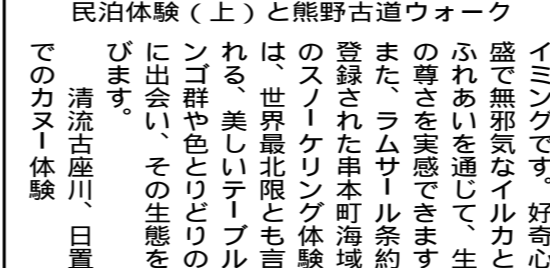 民泊体験（上）と熊野古道ウォーク
イミングです。好奇心
盛で無邪気なイルカと
ふれあいを通じて、生
の尊さを実感できます
また、ラムサール条約
登録された串本町海域
のスノーケリング体験
は、世界最北限とも言
れる、美しいテーブル
ンゴ群や色とりどりの
に出会い、その生態を
びます。
清流古座川、日置
でのカヌー体験